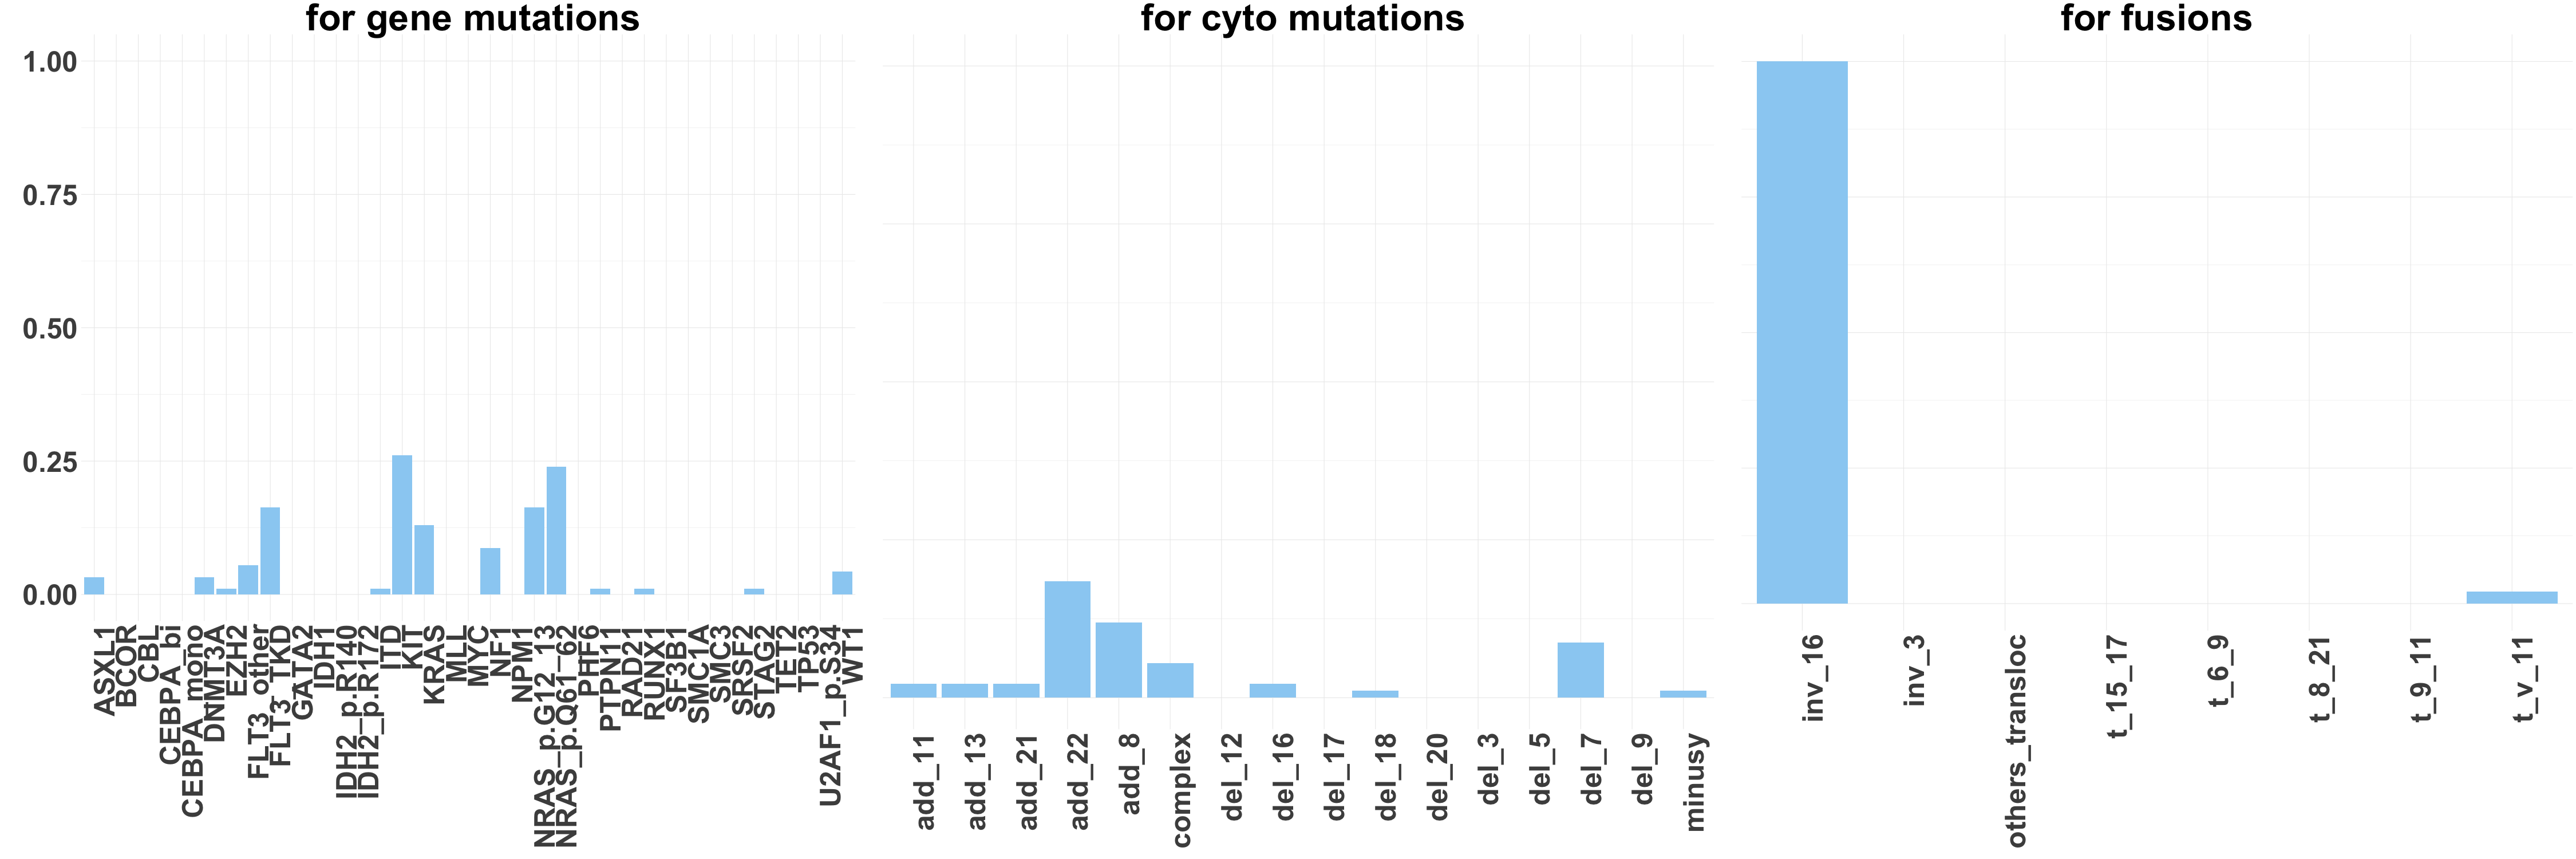 for gene mutations
for cyto mutations
for fusions
1.00
0.75
0.50
0.25
0.00
ASXL1
BCOR
CBL
CEBPA_bi
CEBPA_mono
DNMT3A
EZH2
FLT3_other
FLT3_TKD
GATA2
IDH1
IDH2_p.R140
IDH2_p.R172
ITD
KIT
KRAS
MLL
MYC
NF1
NPM1
NRAS_p.G12_13
NRAS_p.Q61_62
PHF6
PTPN11
RAD21
RUNX1
SF3B1
SMC1A
SMC3
SRSF2
STAG2
TET2
TP53
U2AF1_p.S34
WT1
add_11
add_13
add_21
add_22
add_8
complex
del_12
del_16
del_17
del_18
del_20
del_3
del_5
del_7
del_9
minusy
inv_16
inv_3
others_transloc
t_15_17
t_6_9
t_8_21
t_9_11
t_v_11